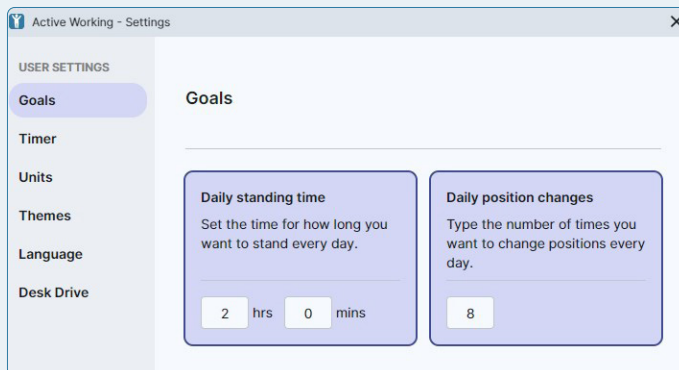 Active Working - Settings
USER SETTINGS
Goals
Timer
Units
Themes
Language
Desk Drive
Goals
Daily standing time
Set the time for how long you
want to stand every day.
2 hrs 0 mins
Daily position changes
Type the number of times you
want to change positions every
day.
8